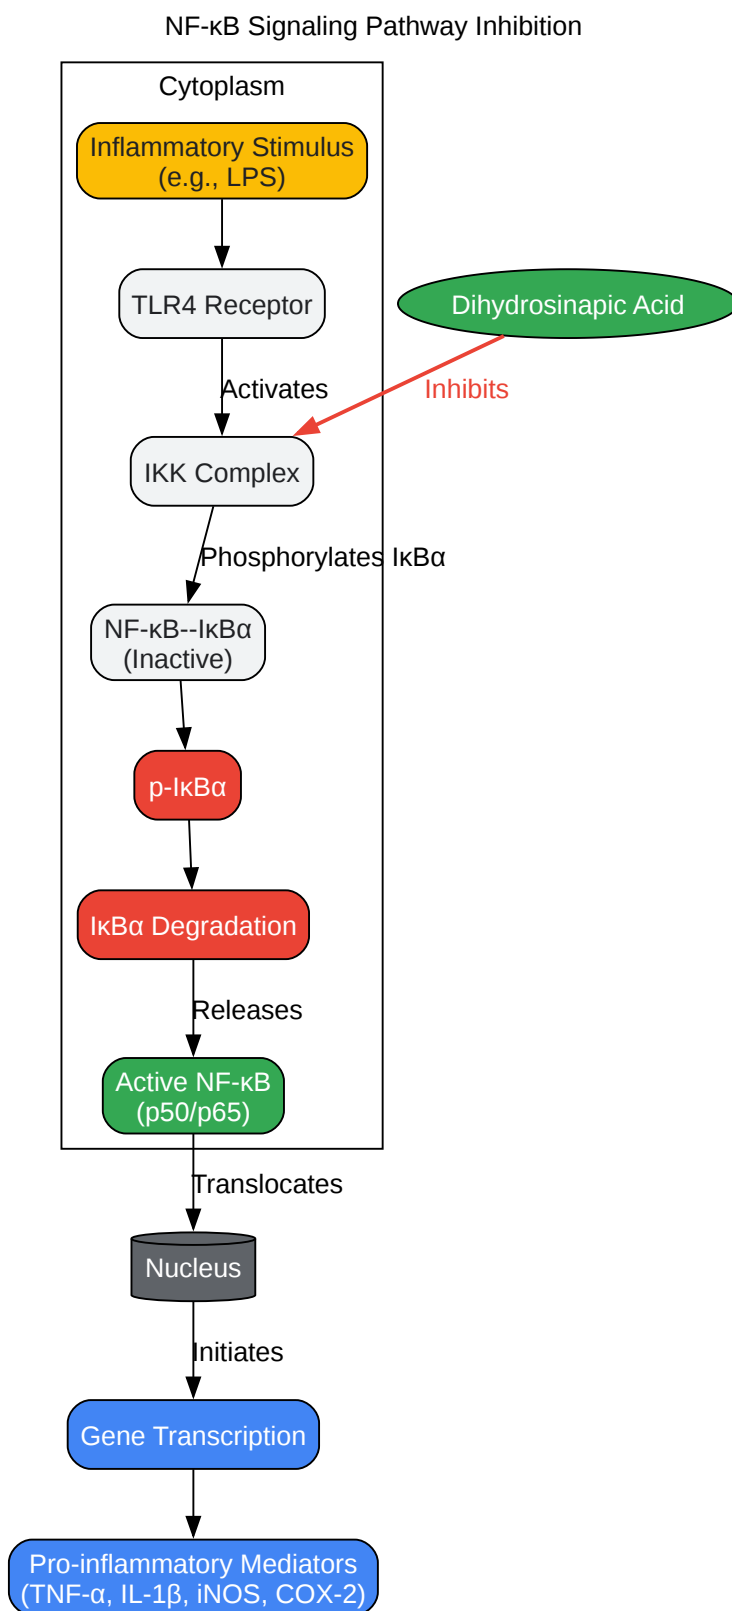 NF-κB Signaling Pathway Inhibition
Cytoplasm
Inflammatory Stimulus
(e.g., LPS)
TLR4 Receptor
Dihydrosinapic Acid
Activates
Inhibits
IKK Complex
Phosphorylates IκBα
NF-κB--IκBα
(Inactive)
p-IκBα
IκBα Degradation
Releases
Active NF-κB
(p50/p65)
Translocates
Nucleus
Initiates
Gene Transcription
Pro-inflammatory Mediators
(TNF-α, IL-1β, iNOS, COX-2)